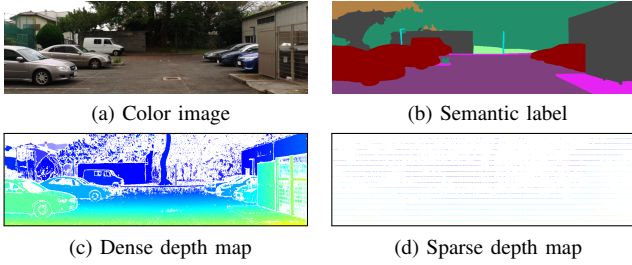 (a) Color image
(b) Semantic label
(c) Dense depth map
(d) Sparse depth map